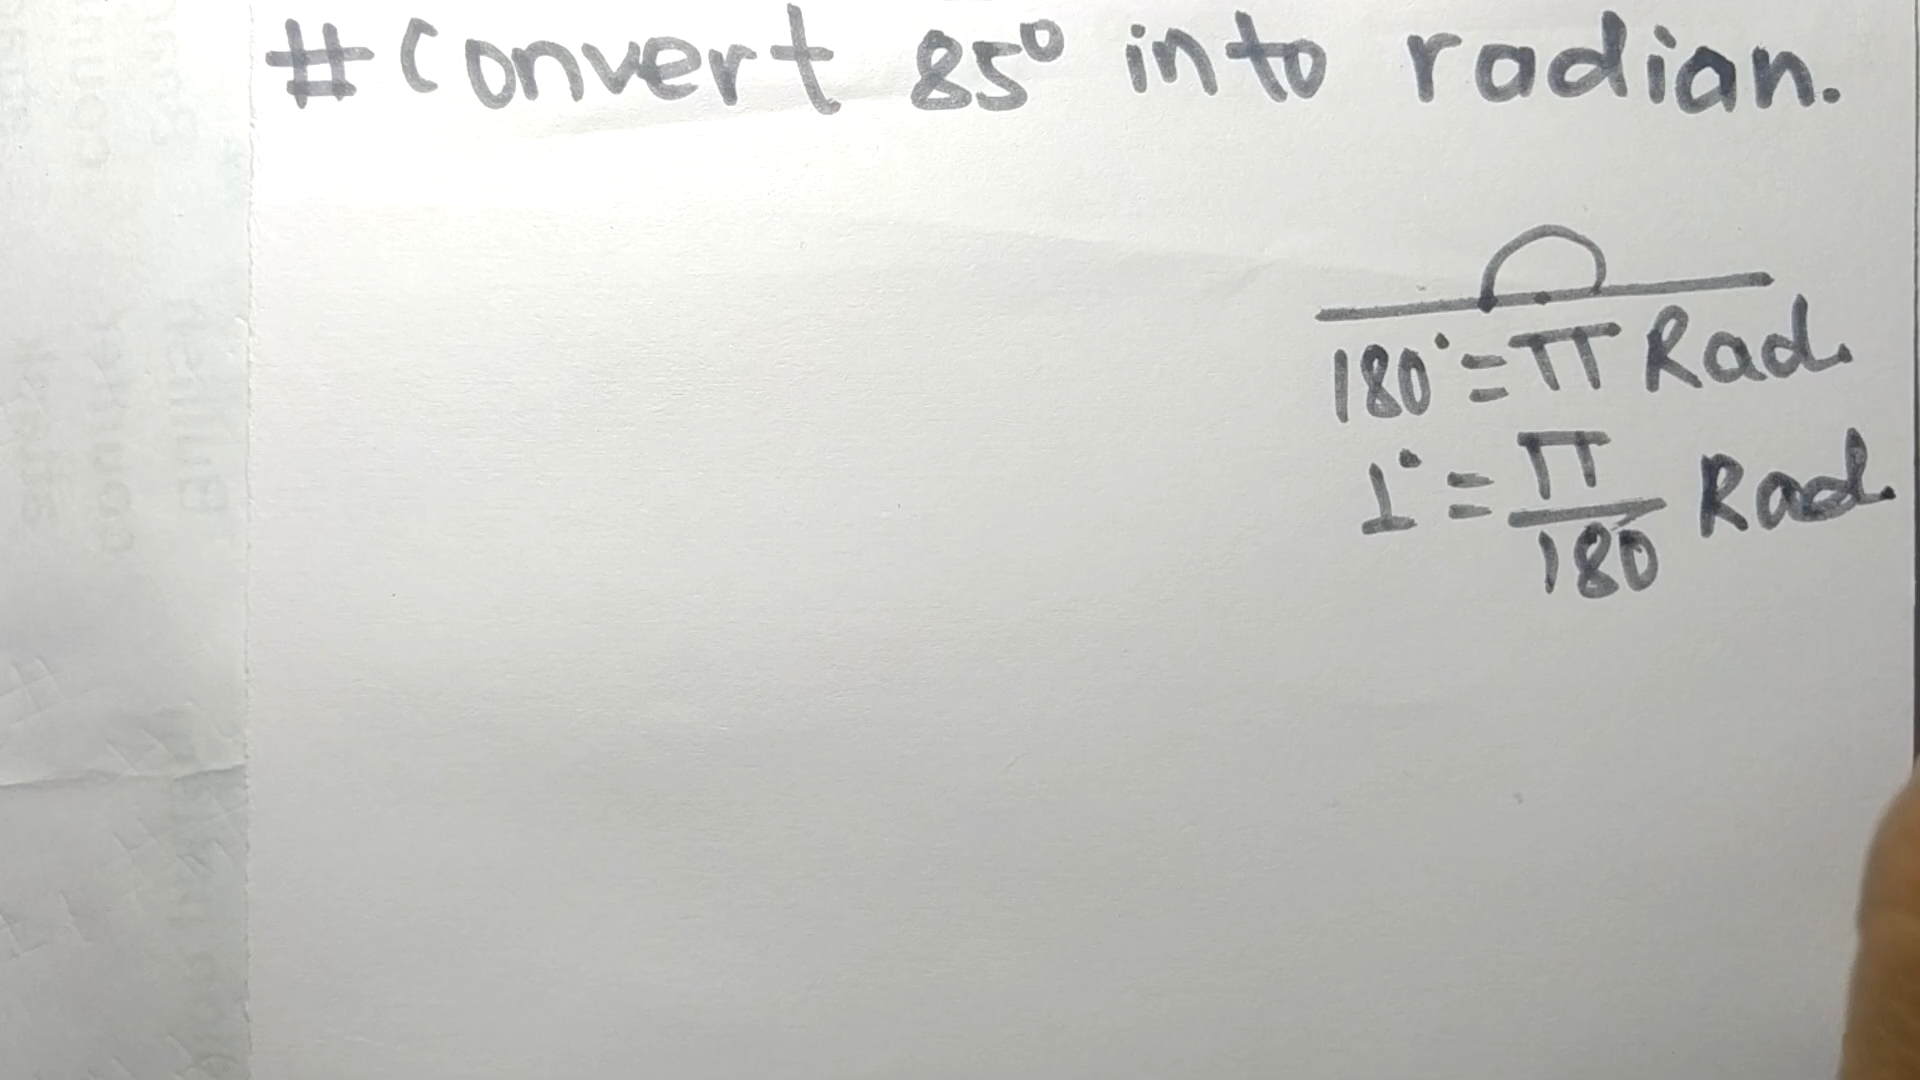 #Convert 85° into radian.
180° = π Rad.
1° = π/180 Rad.